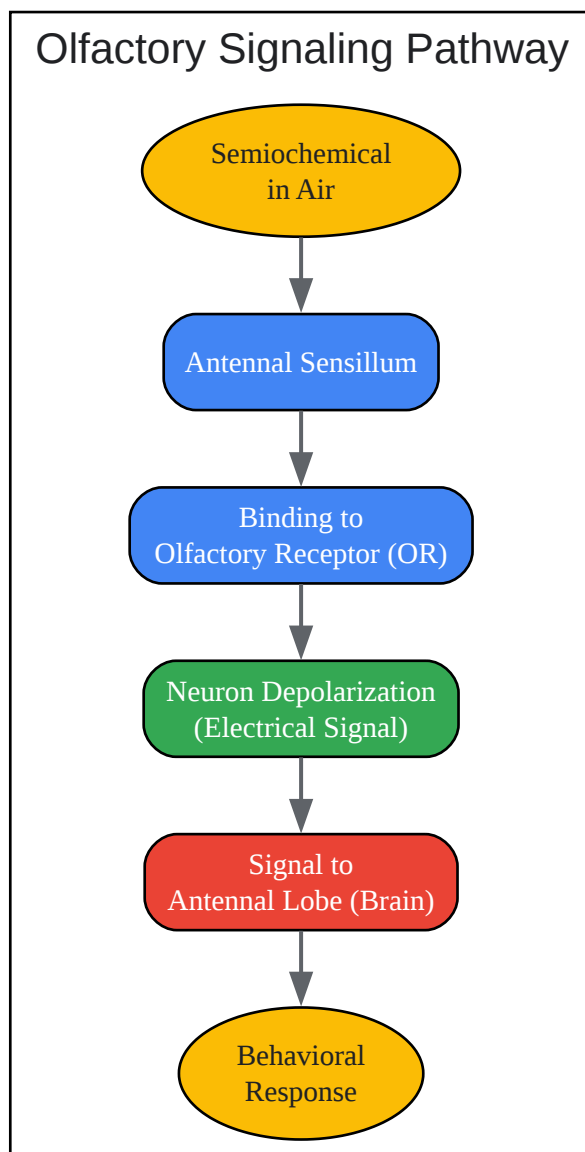 Olfactory Signaling Pathway
Semiochemical
in Air
Antennal Sensillum
Binding to
Olfactory Receptor (OR)
Neuron Depolarization
(Electrical Signal)
Signal to
Antennal Lobe (Brain)
Behavioral
Response